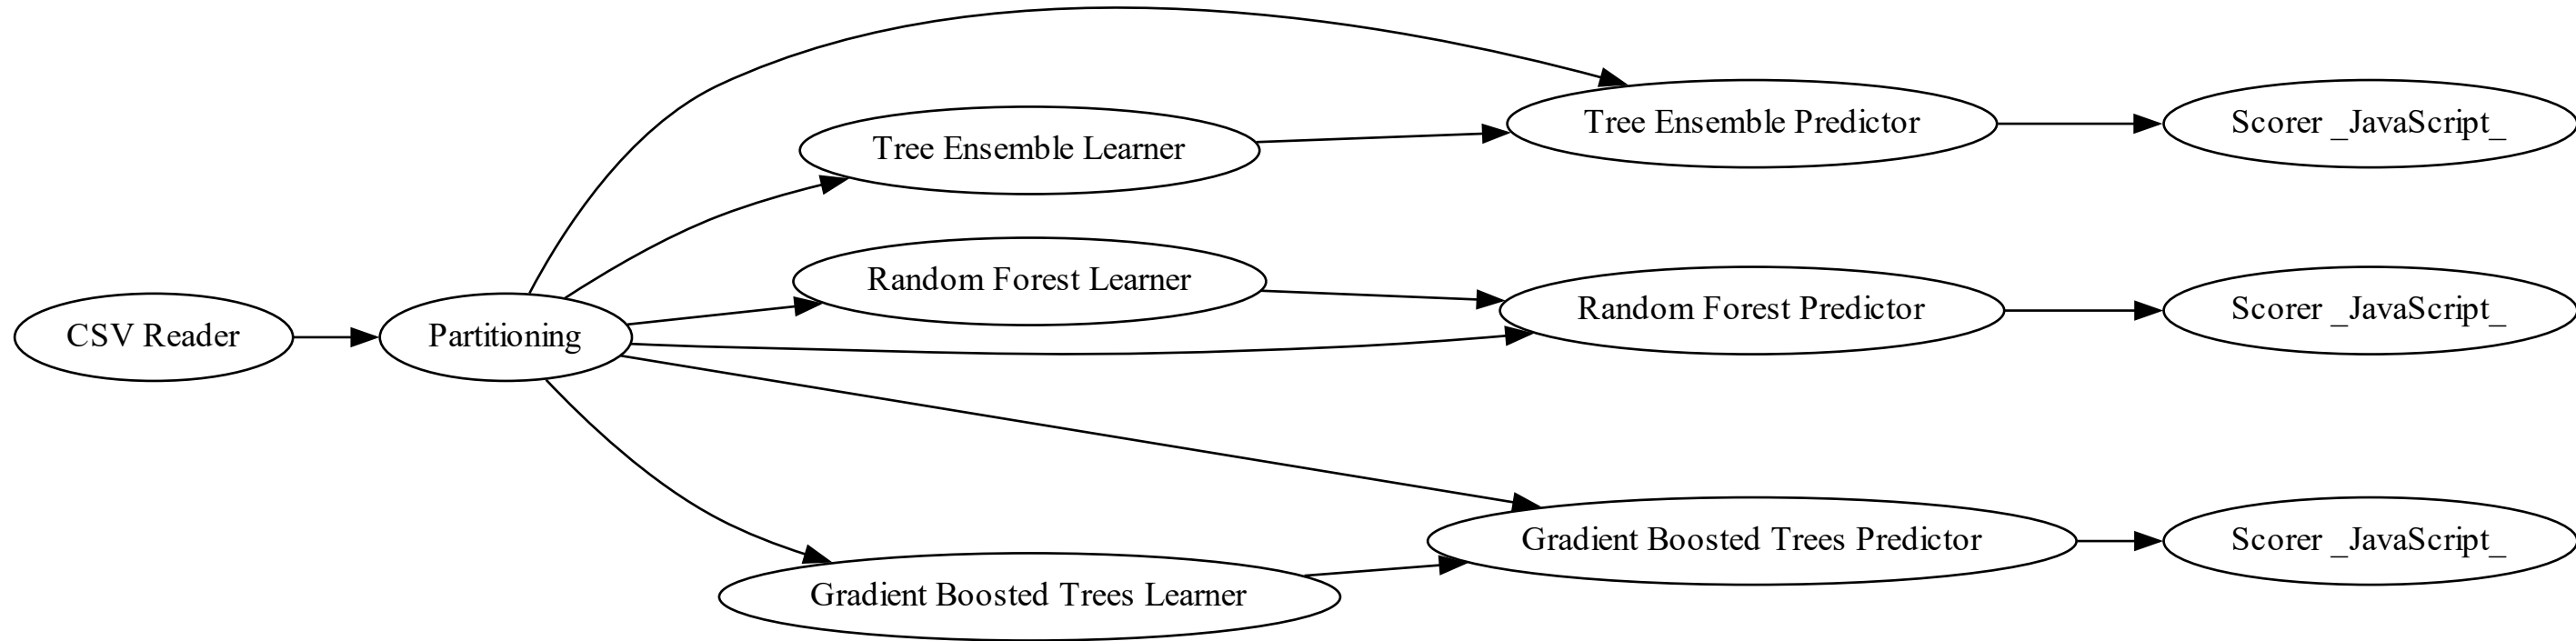 Tree Ensemble Predictor
Scorer _JavaScript_
Tree Ensemble Learner
Random Forest Learner
Random Forest Predictor
Scorer _JavaScript_
CSV Reader
Partitioning
Gradient Boosted Trees Predictor
Scorer _JavaScript_
Gradient Boosted Trees Learner